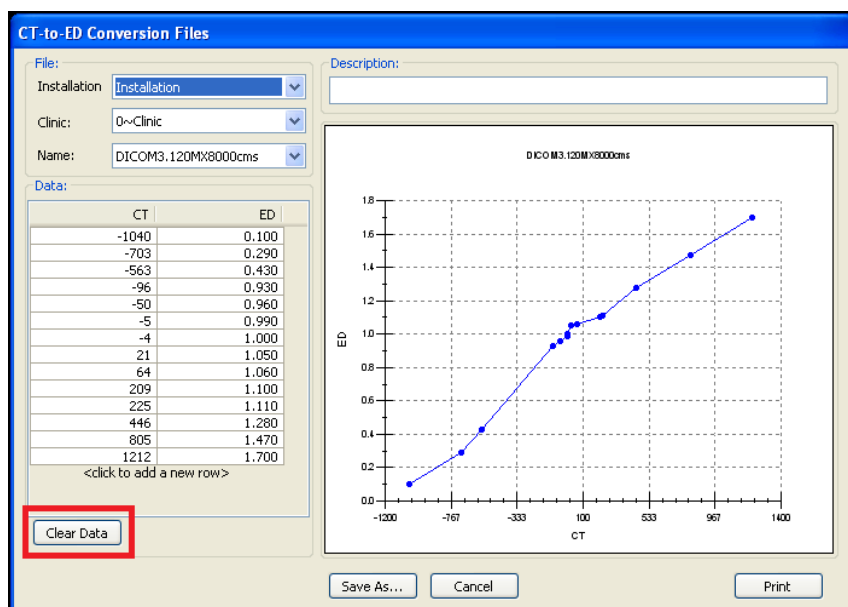 CT-to-ED Conversion Files
File:
Installation Installation
Clinic: 0~Clinic
Name: DICOM3.120MX8000cms
Data:
CT ED
-1040 0.100
-703 0.290
-563 0.430
-96 0.930
-50 0.960
-5 0.990
-4 1.000
21 1.050
64 1.060
209 1.100
225 1.110
446 1.280
805 1.470
1212 1.700
<click to add a new row>
Clear Data
Description:
DICOM3.120MX8000cms
1.8
1.6
1.4
1.2
1.0
0.8
0.6
0.4
0.2
0.0
ED
-1200 -767 -333 100 533 967 1400
CT
Save As... Cancel Print